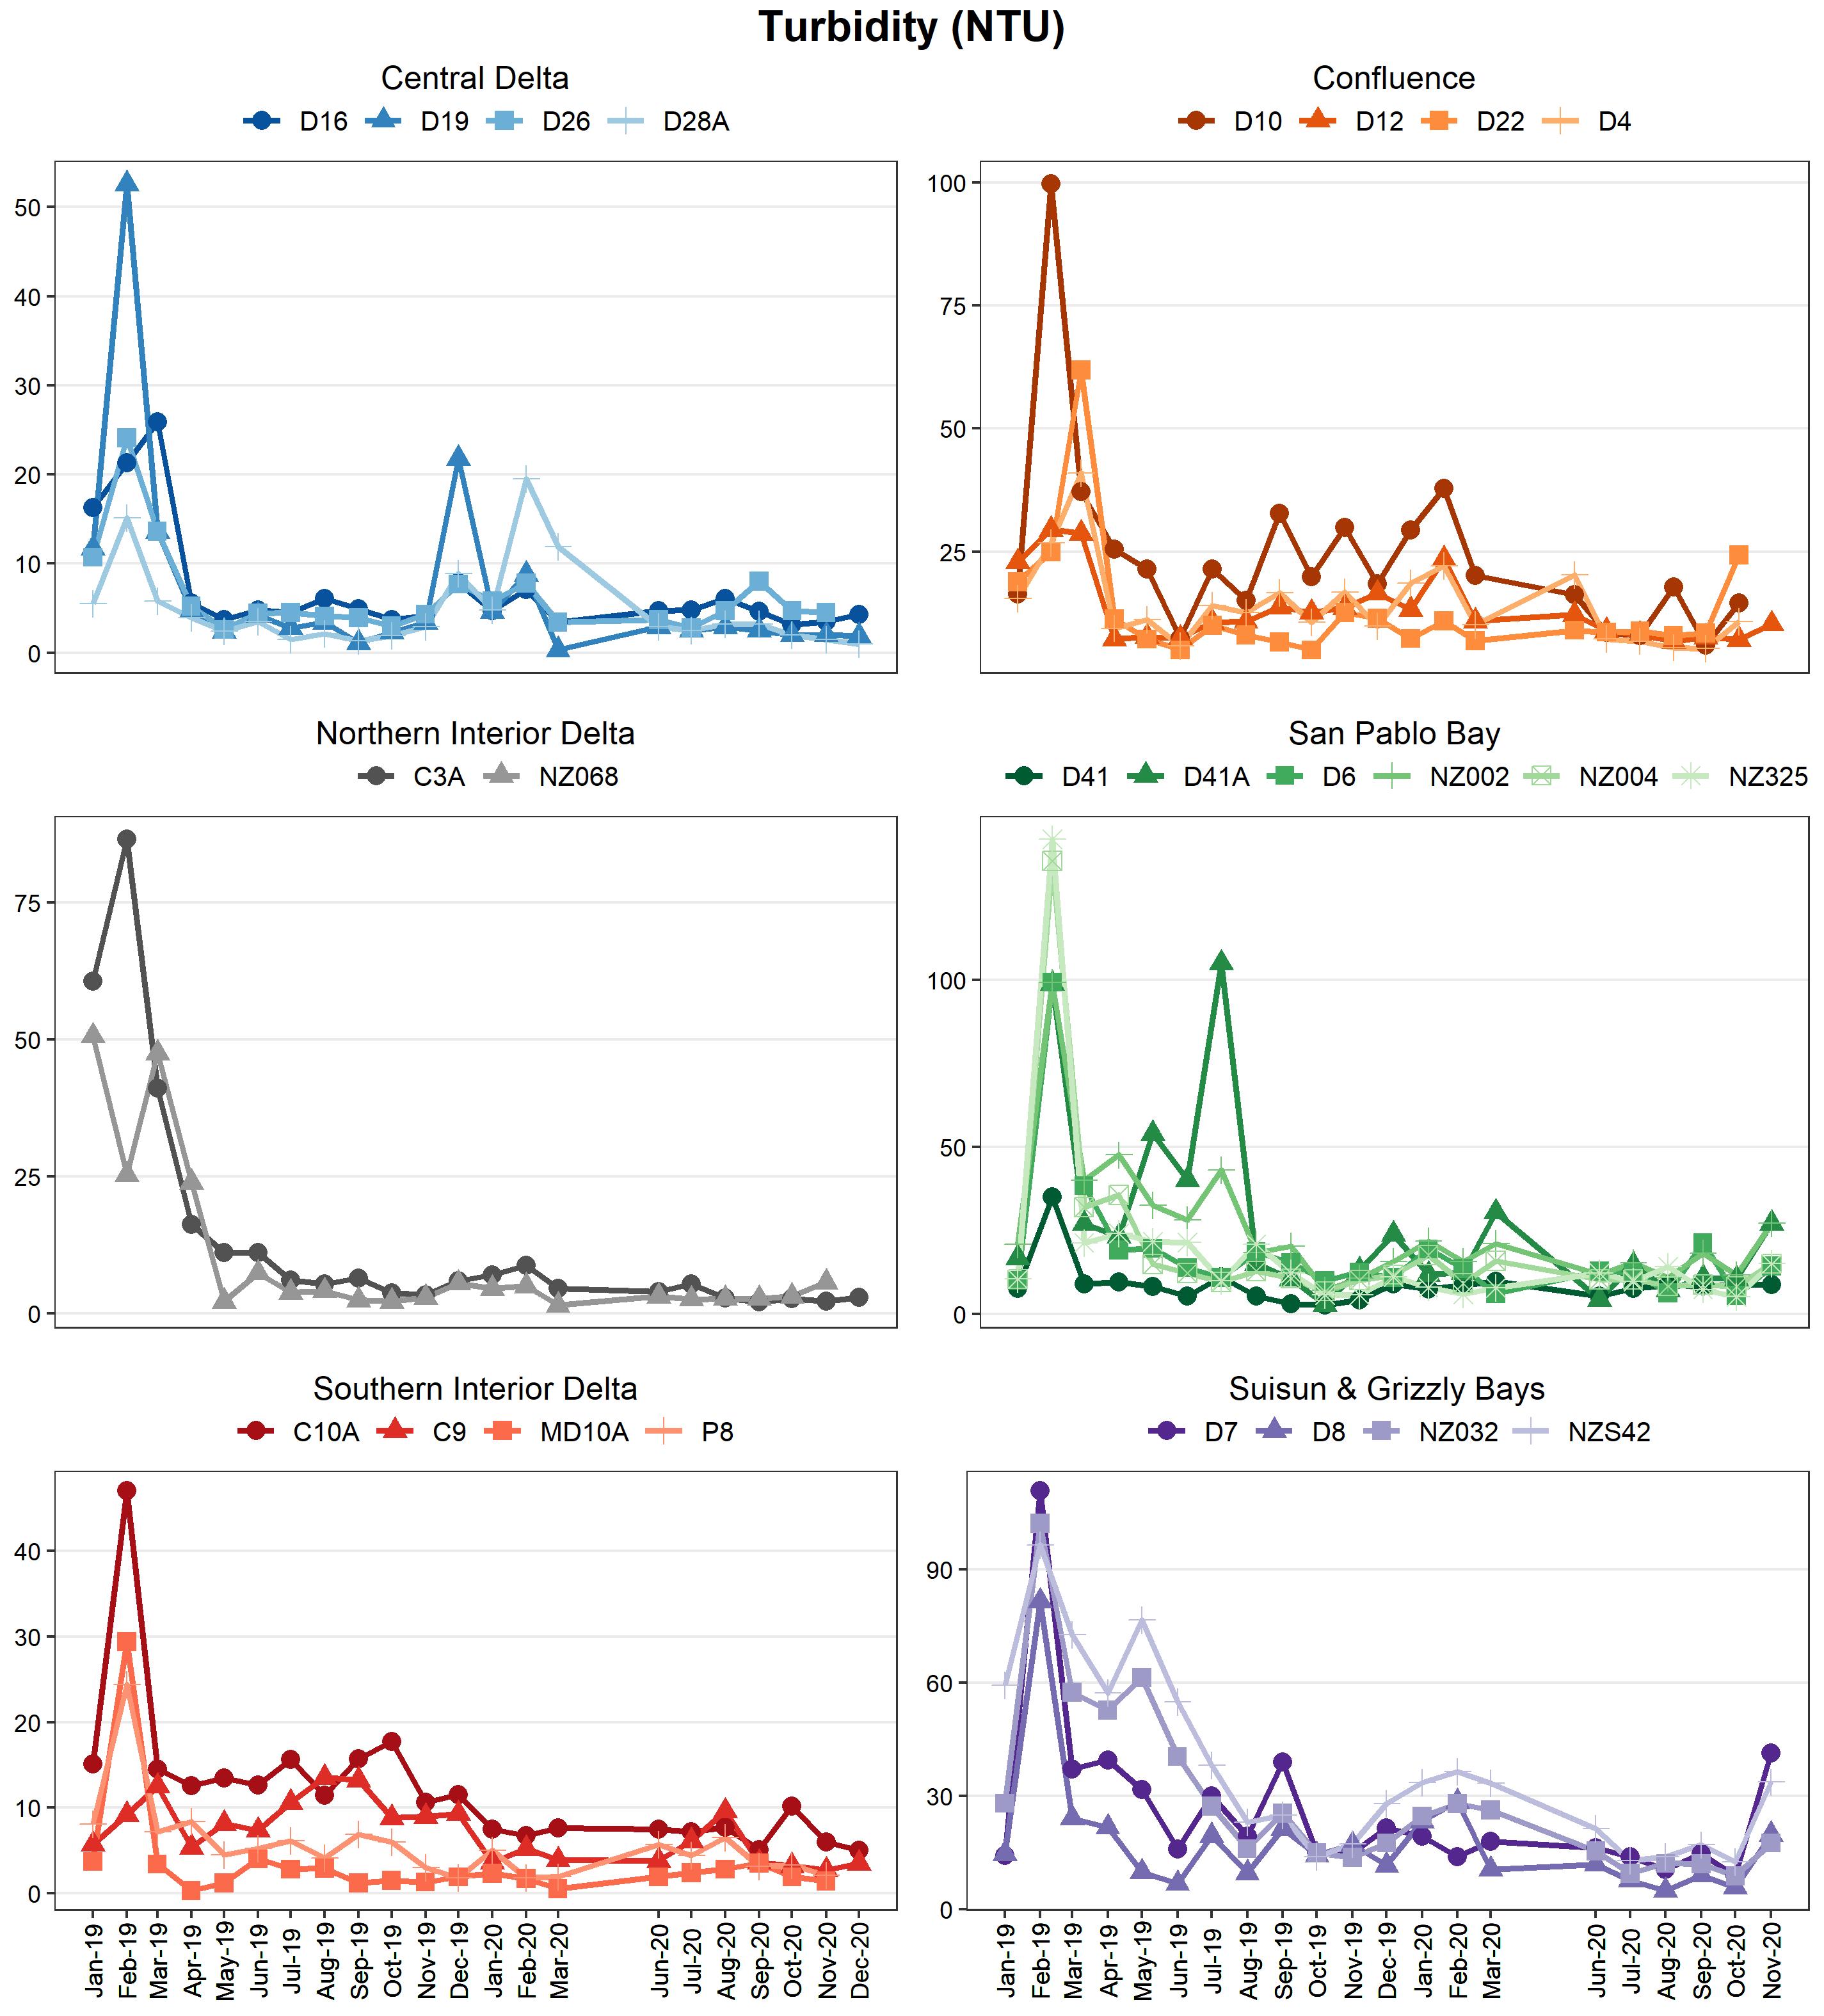 Turbidity (NTU)
Central Delta
D16 D19 D26 D28A
50
40
30
20
10
0
Confluence
D10 D12 D22 D4
100
75
50
25
Northern Interior Delta
C3A NZ068
75
50
25
0
San Pablo Bay
D41 D41A D6 NZ002 NZ004 NZ325
100
50
0
Southern Interior Delta
C10A C9 MD10A P8
40
30
20
10
0
Jan-19 Feb-19 Mar-19 Apr-19 May-19 Jun-19 Jul-19 Aug-19 Sep-19 Oct-19 Nov-19 Dec-19 Jan-20 Feb-20 Mar-20 Jun-20 Jul-20 Aug-20 Sep-20 Oct-20 Nov-20 Dec-20
Suisun & Grizzly Bays
D7 D8 NZ032 NZS42
90
60
30
0
Jan-19 Feb-19 Mar-19 Apr-19 May-19 Jun-19 Jul-19 Aug-19 Sep-19 Oct-19 Nov-19 Dec-19 Jan-20 Feb-20 Mar-20 Jun-20 Jul-20 Aug-20 Sep-20 Oct-20 Nov-20